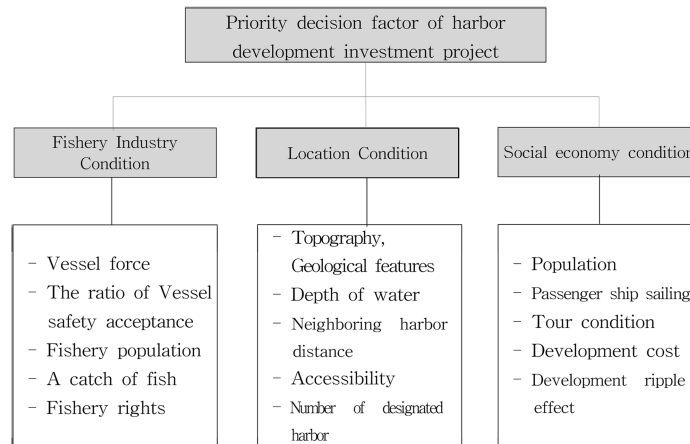 Priority decision factor of harbor
development investment project
Fishery Industry
Condition
Location Condition
Social economy condition
- Vessel force
- The ratio of Vessel
safety acceptance
- Fishery population
- A catch of fish
- Fishery rights
- Topography,
Geological features
- Depth of water
- Neighboring harbor
distance
- Accessibility
- Number of designated
harbor
- Population
- Passenger ship sailing
- Tour condition
- Development cost
- Development ripple
effect